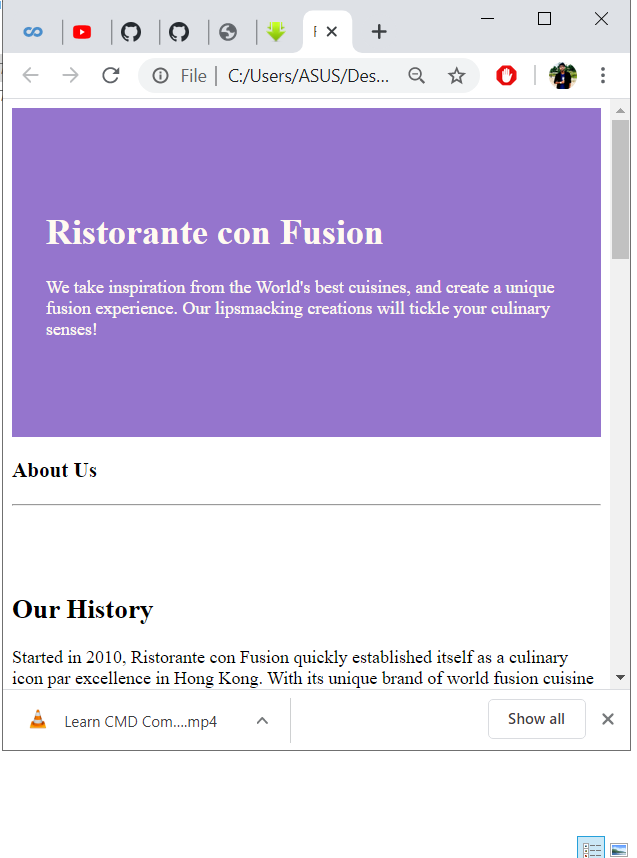 File | C:/Users/ASUS/Des...
Ristorante con Fusion
We take inspiration from the World's best cuisines, and create a unique
fusion experience. Our lipsmacking creations will tickle your culinary
senses!
About Us
Our History
Started in 2010, Ristorante con Fusion quickly established itself as a culinary
icon par excellence in Hong Kong. With its unique brand of world fusion cuisine
Learn CMD Com....mp4
Show all